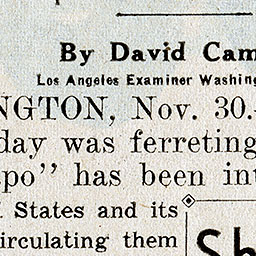 By David Cam
Los Angeles Examiner Washing
NGTON, Nov. 30.
day was ferreting
po" has been in
States and its
irculating them
Sh